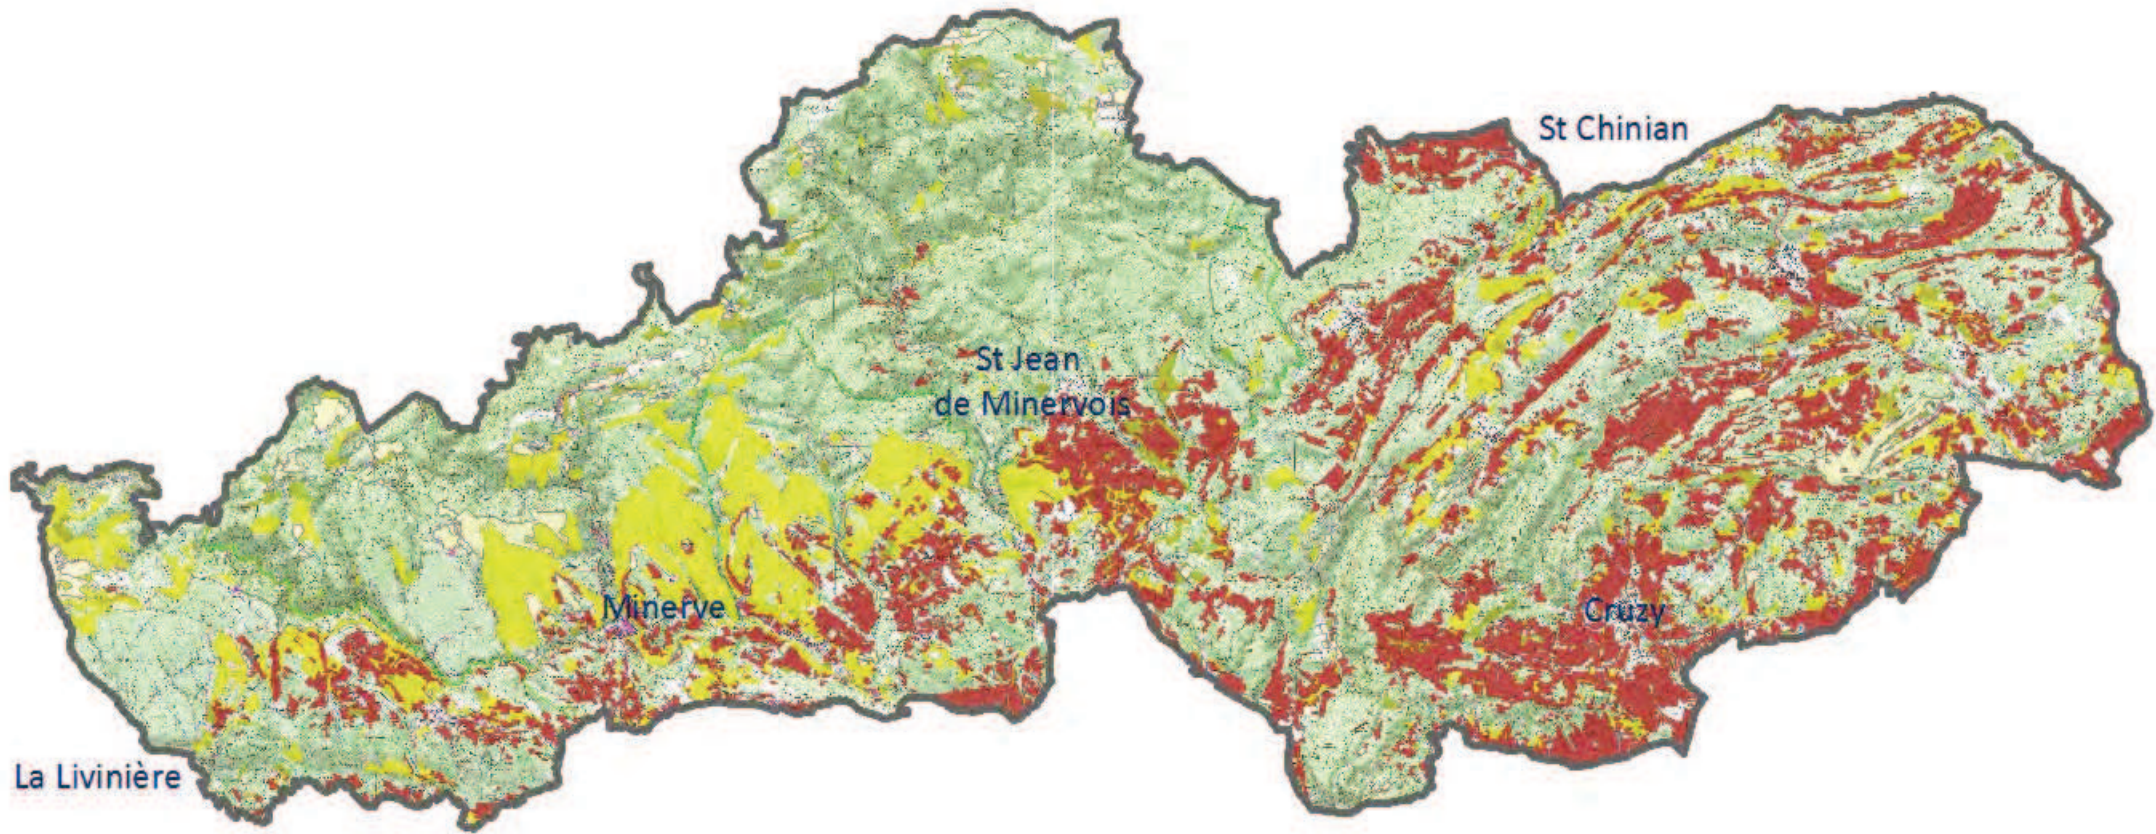 St Chinian
St Jean
de Minervois
Minerve
Cruzy
La Livinière